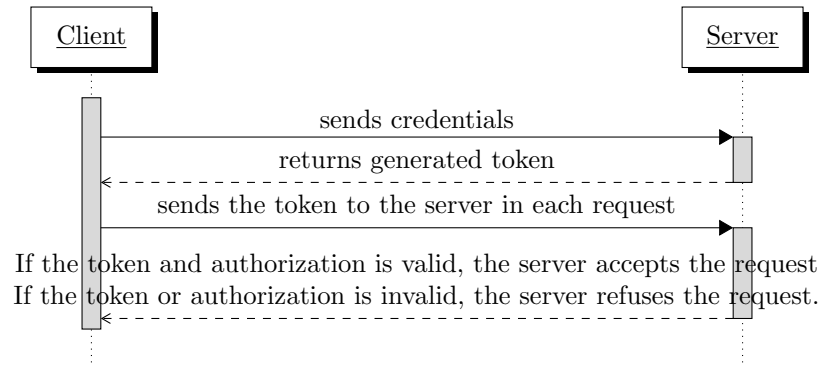 Client
Server
sends credentials
returns generated token
sends the token to the server in each request
If the token and authorization is valid, the server accepts the request
If the token or authorization is invalid, the server refuses the request.